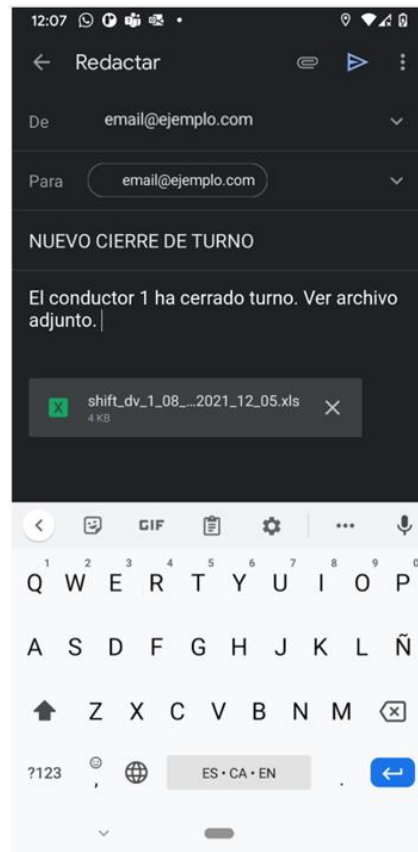 12:07
Redactar
De email@ejemplo.com
Para email@ejemplo.com
NUEVO CIERRE DE TURNO
El conductor 1 ha cerrado turno. Ver archivo
adjunto.
X shift_dv_1_08_...2021_12_05.xls
4 KB
GIF
1 2 3 4 5 6 7 8 9 0
Q W E R T Y U I O P
A S D F G H J K L Ñ
Z X C V B N M
?123 , ES • CA • EN .